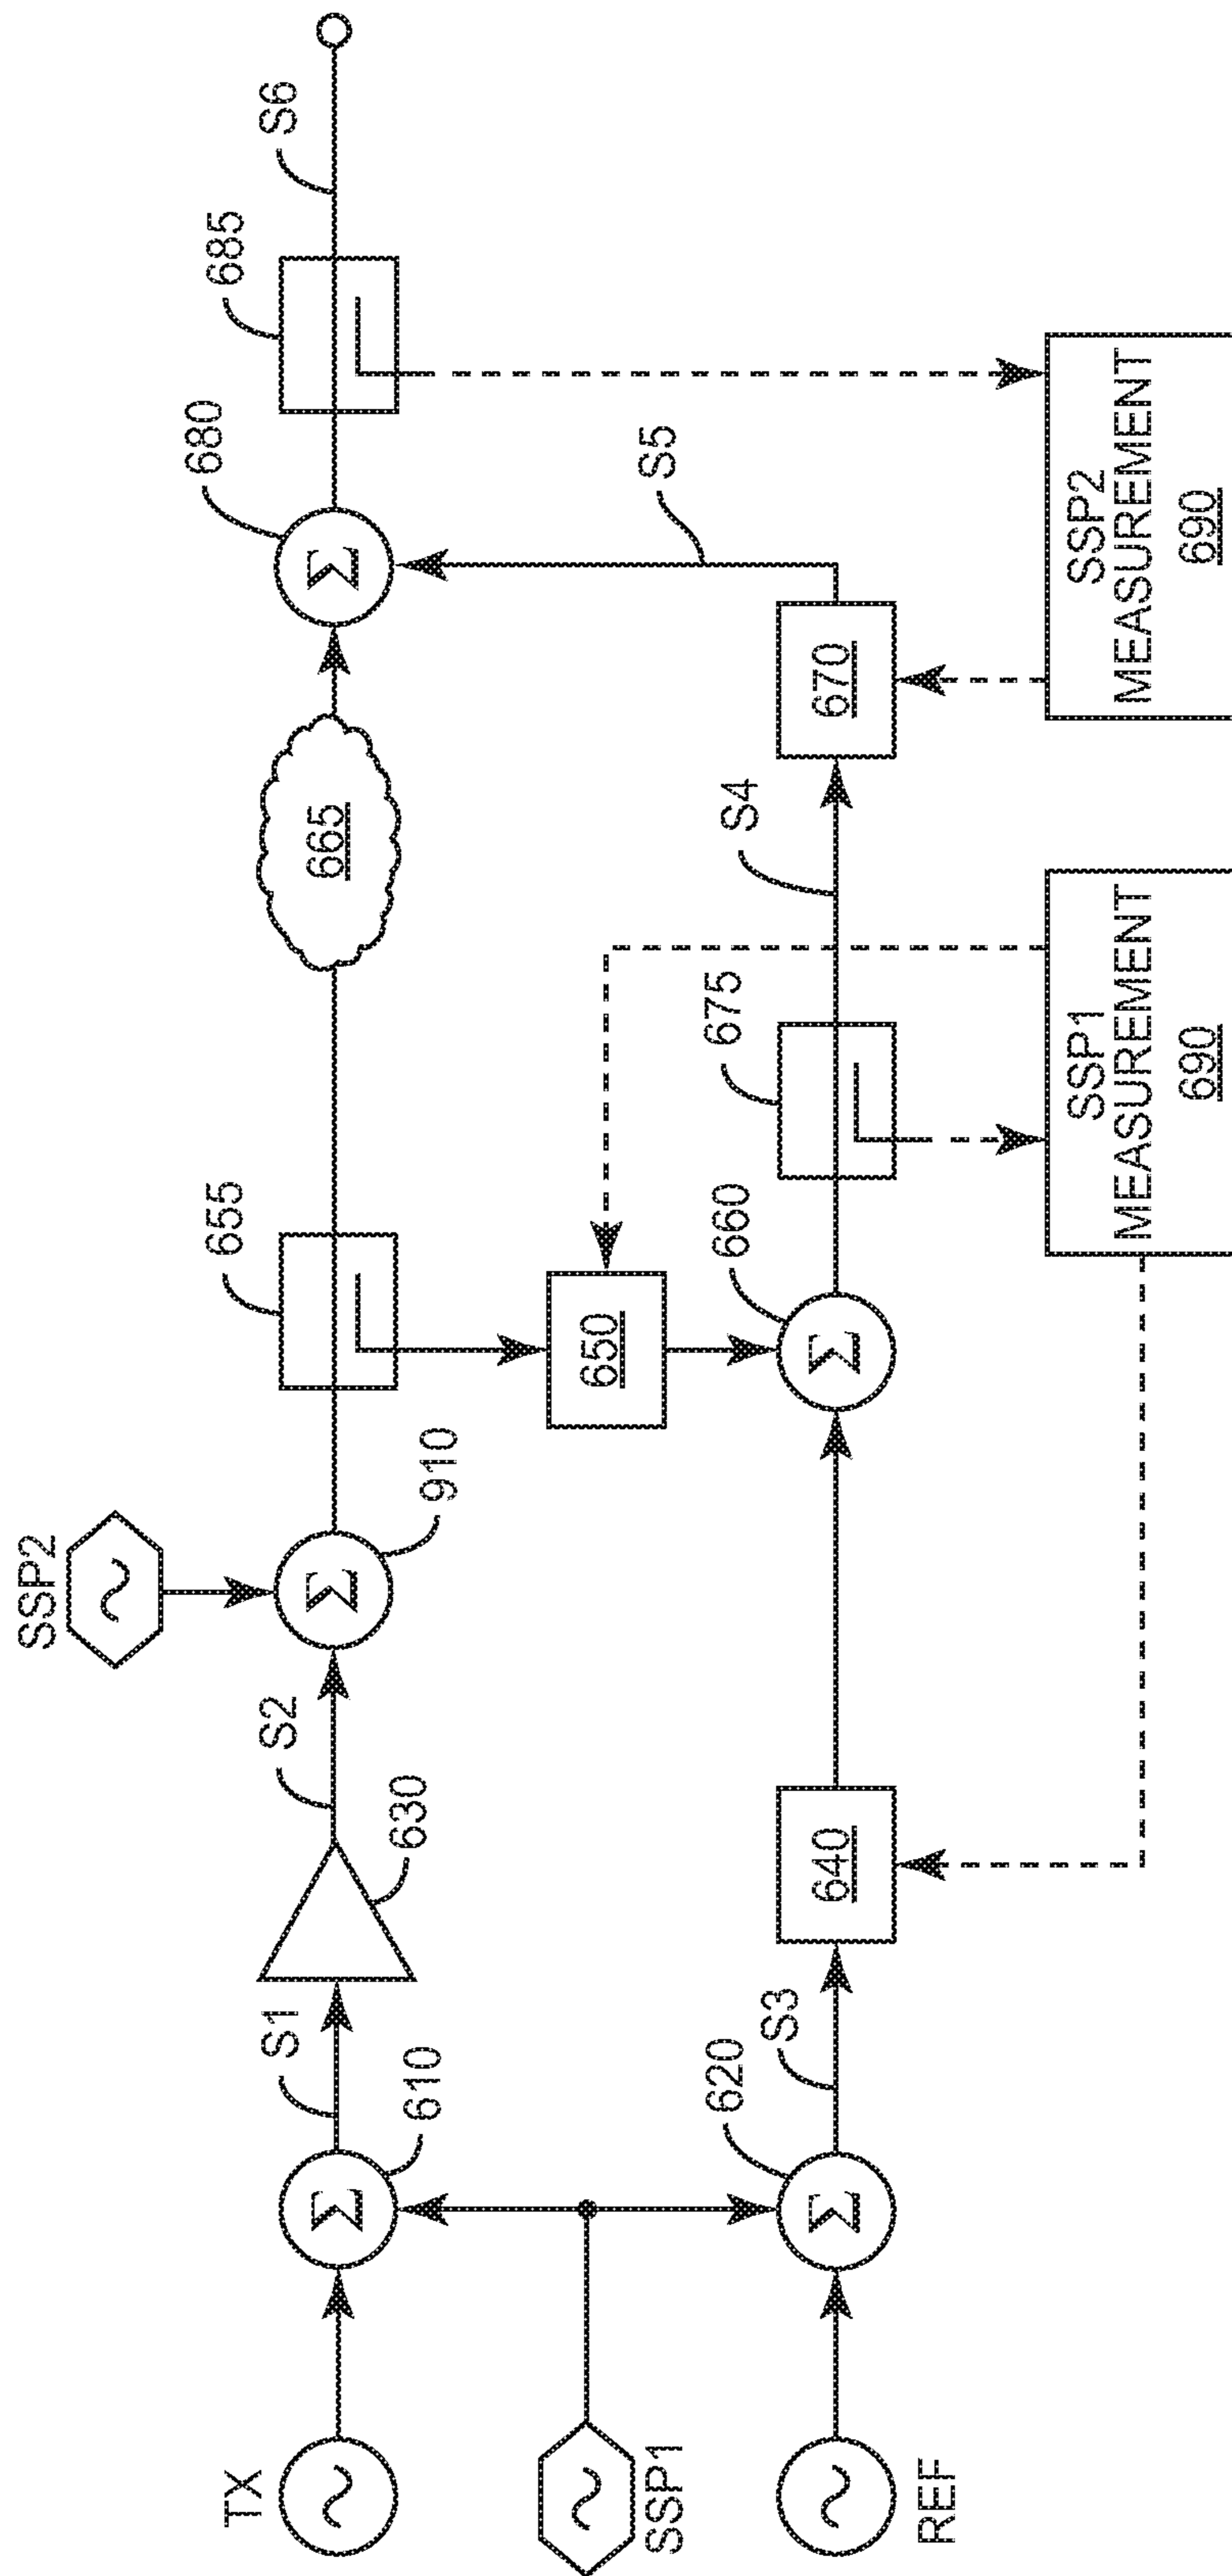 TX
Σ
610
S1
630
S2
SSP2
Σ
910
655
665
Σ
680
685
S6
SSP1
650
S5
REF
Σ
620
S3
640
Σ
660
675
S4
670
SSP1
MEASUREMENT
690
SSP2
MEASUREMENT
690